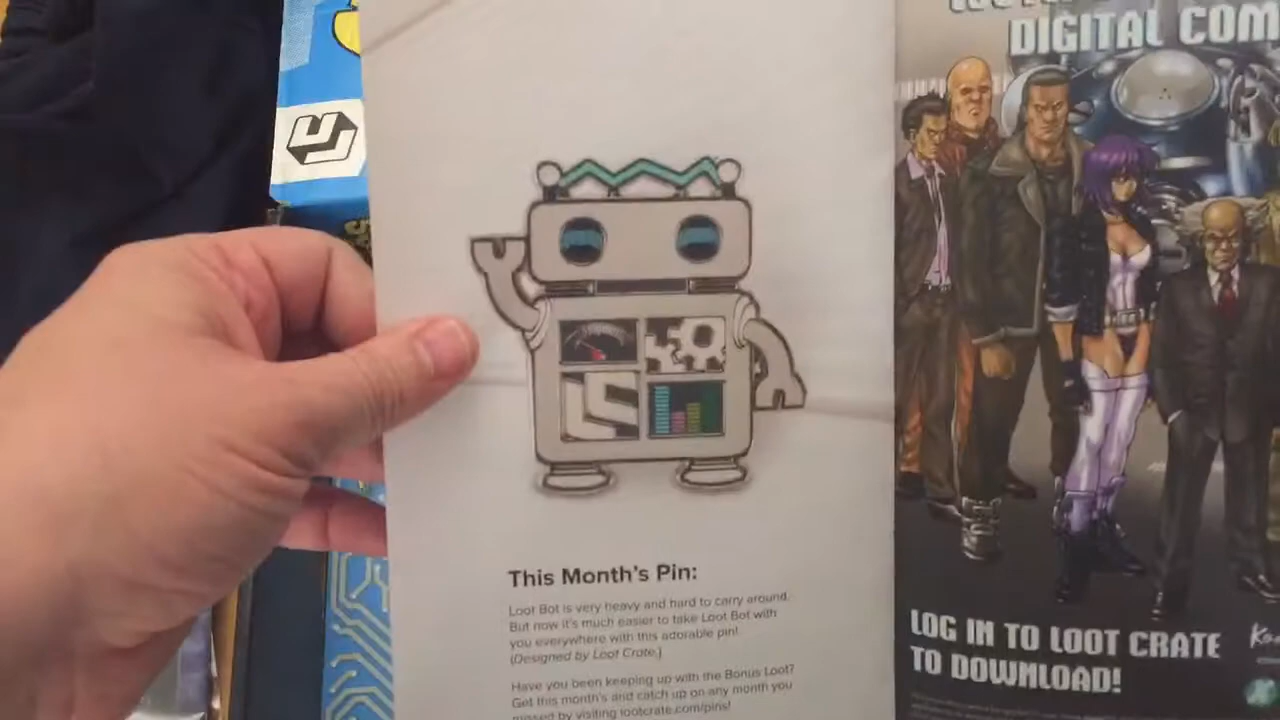 This Month's Pin:
Loot Bot is very heavy and hard to carry around.
But now it's much easier to take Loot Bot with
you everywhere with this adorable pin!
(Designed by Loot Crate.)
Have you been keeping up with the Bonus Loot?
Get this month's and catch up on any month you
missed by visiting lootcrate.com/pins!
DIGITAL COM
LOG IN TO LOOT CRATE
TO DOWNLOAD!